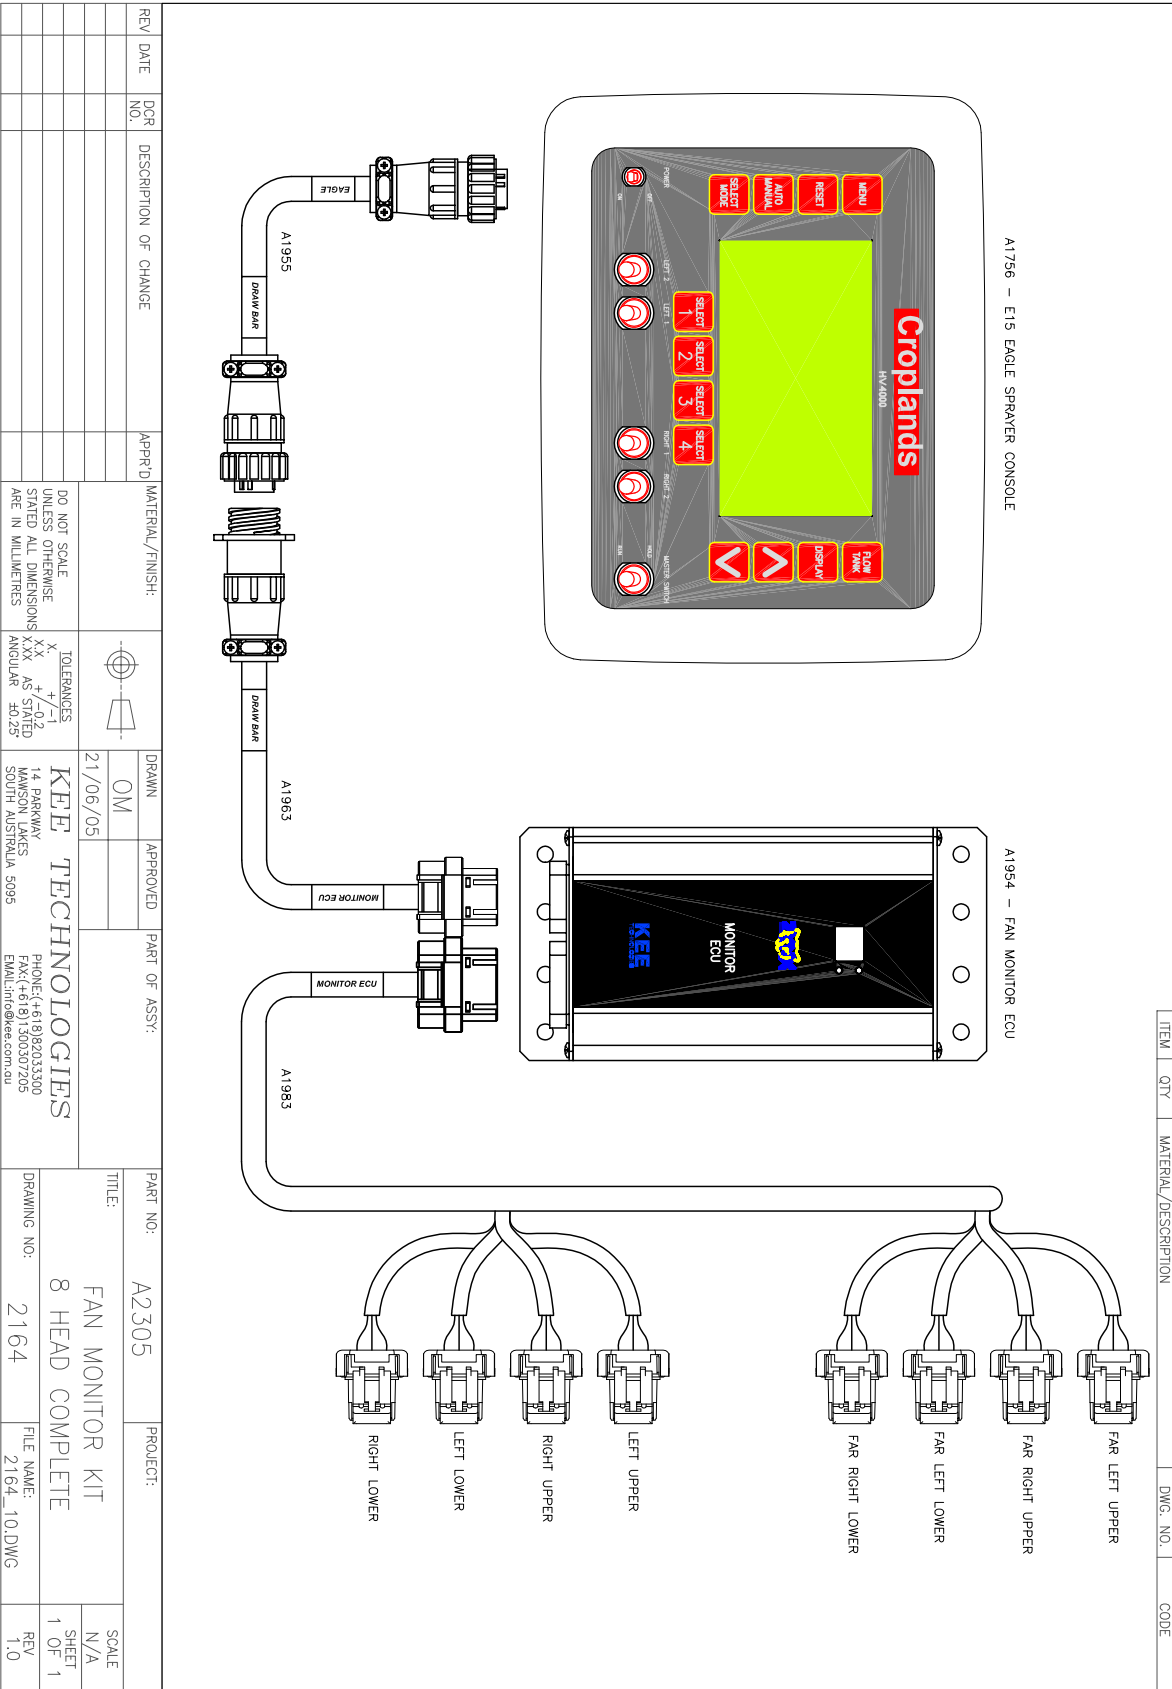 ITEM QTY MATERIAL/DESCRIPTION DWG. NO. CODE
A1756 - E15 EAGLE SPRAYER CONSOLE
Croplands
HV4000
MENU
RESET
AUTO
MANUAL
SELECT
MODE
FLOW
TANK
DISPLAY
SELECT
1
SELECT
2
SELECT
3
SELECT
4
POWER
OFF
ON
LEFT 2
LEFT 1
RIGHT 1
RIGHT 2
MASTER SWITCH
HOLD
RUN
A1954 - FAN MONITOR ECU
MONITOR
ECU
KEE
FAR LEFT UPPER
FAR RIGHT UPPER
FAR LEFT LOWER
FAR RIGHT LOWER
LEFT UPPER
RIGHT UPPER
LEFT LOWER
RIGHT LOWER
EAGLE
A1955
DRAW BAR
DRAW BAR
A1963
MONITOR ECU
MONITOR ECU
A1983
REV DATE DCR
NO. DESCRIPTION OF CHANGE APPR'D
MATERIAL/FINISH:
DO NOT SCALE
UNLESS OTHERWISE
STATED ALL DIMENSIONS
ARE IN MILLIMETRES
TOLERANCES
X. +/-1
X.X +/-0.2
X.XX AS STATED
ANGULAR ±0.25°
DRAWN APPROVED PART OF ASSY:
OM
21/06/05
KEE TECHNOLOGIES
14 PARKWAY
MAWSON LAKES
SOUTH AUSTRALIA 5095
PHONE:(+618)82033300
FAX:(+618)1300307205
EMAIL:info@kee.com.au
PART NO: A2305 PROJECT:
TITLE:
FAN MONITOR KIT
8 HEAD COMPLETE
SCALE
N/A
SHEET
1 OF 1
DRAWING NO:
2164
FILE NAME:
2164_10.DWG
REV
1.0